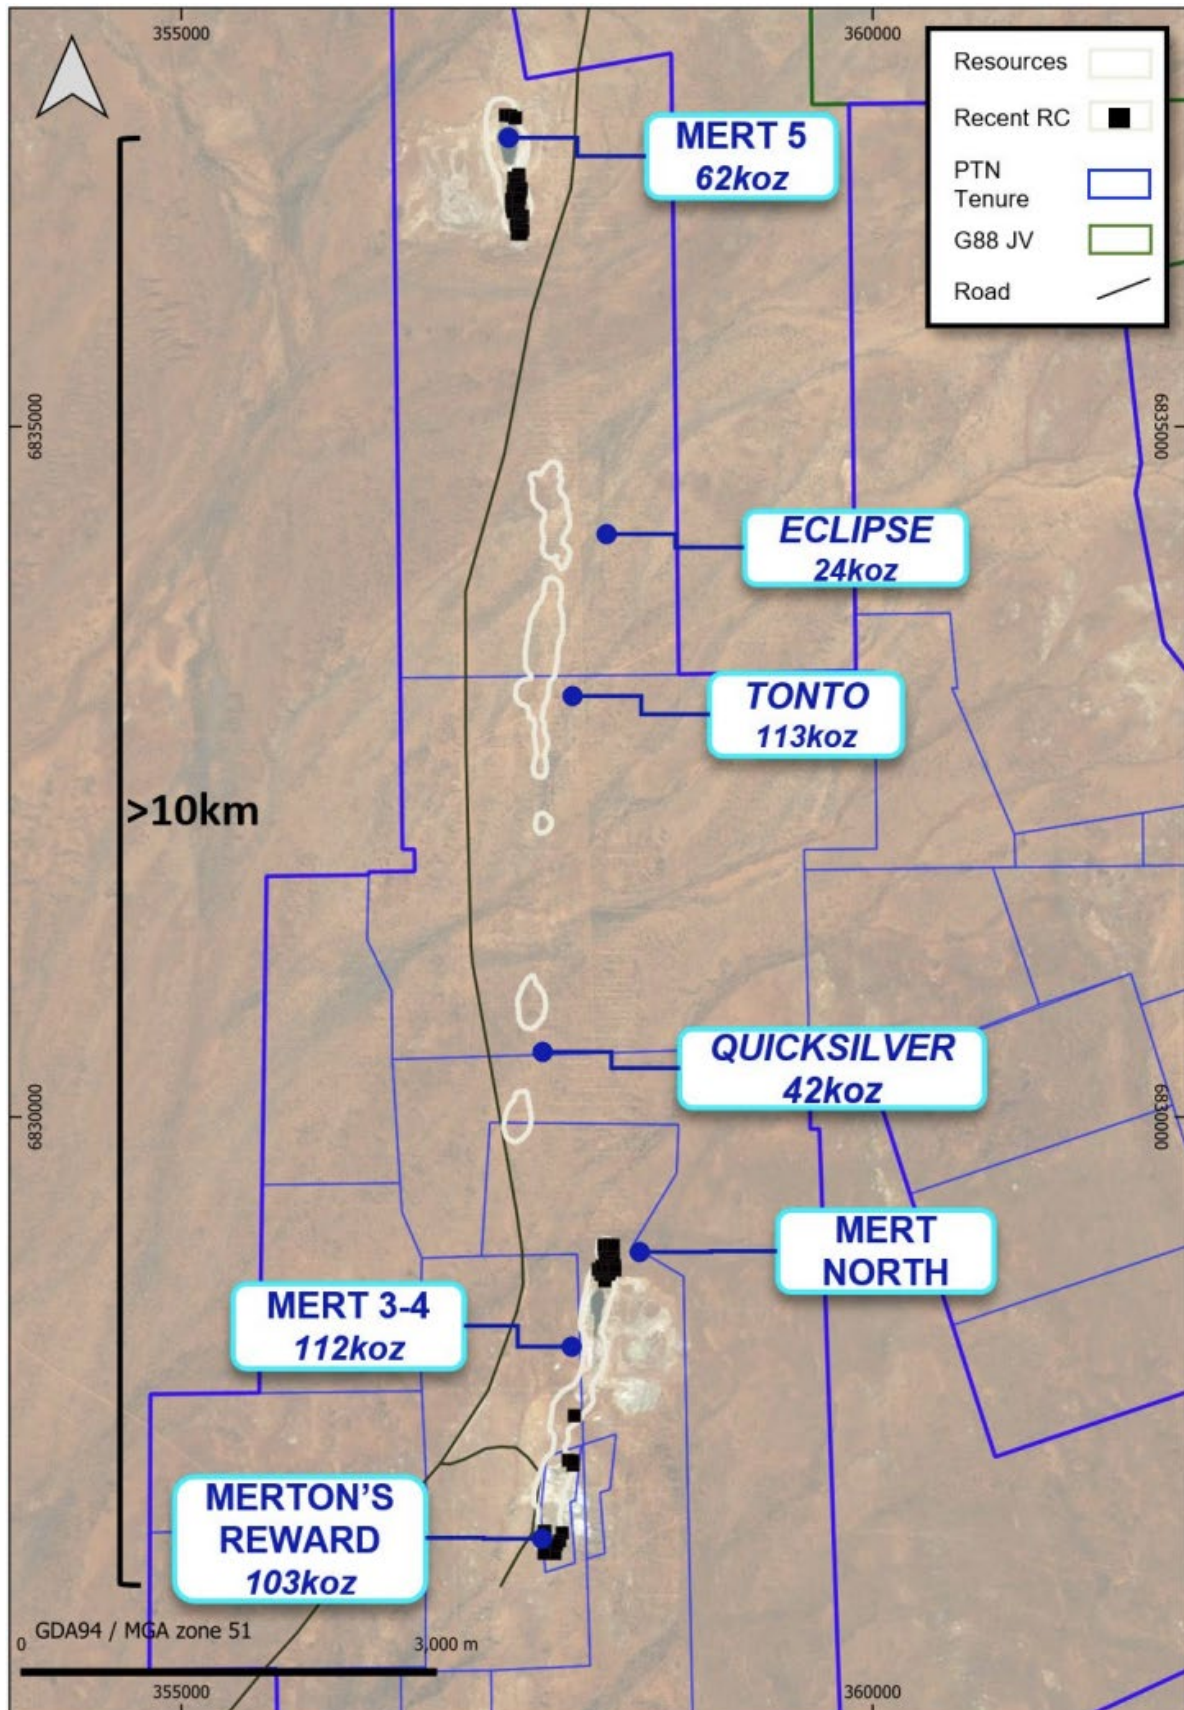 355000
360000
Resources
Recent RC
PTN
Tenure
G88 JV
Road
MERT 5
62koz
6835000
6835000
ECLIPSE
24koz
TONTO
113koz
>10km
QUICKSILVER
42koz
6830000
6830000
MERT
NORTH
MERT 3-4
112koz
MERTON'S
REWARD
103koz
GDA94 / MGA zone 51
0
3,000 m
355000
360000